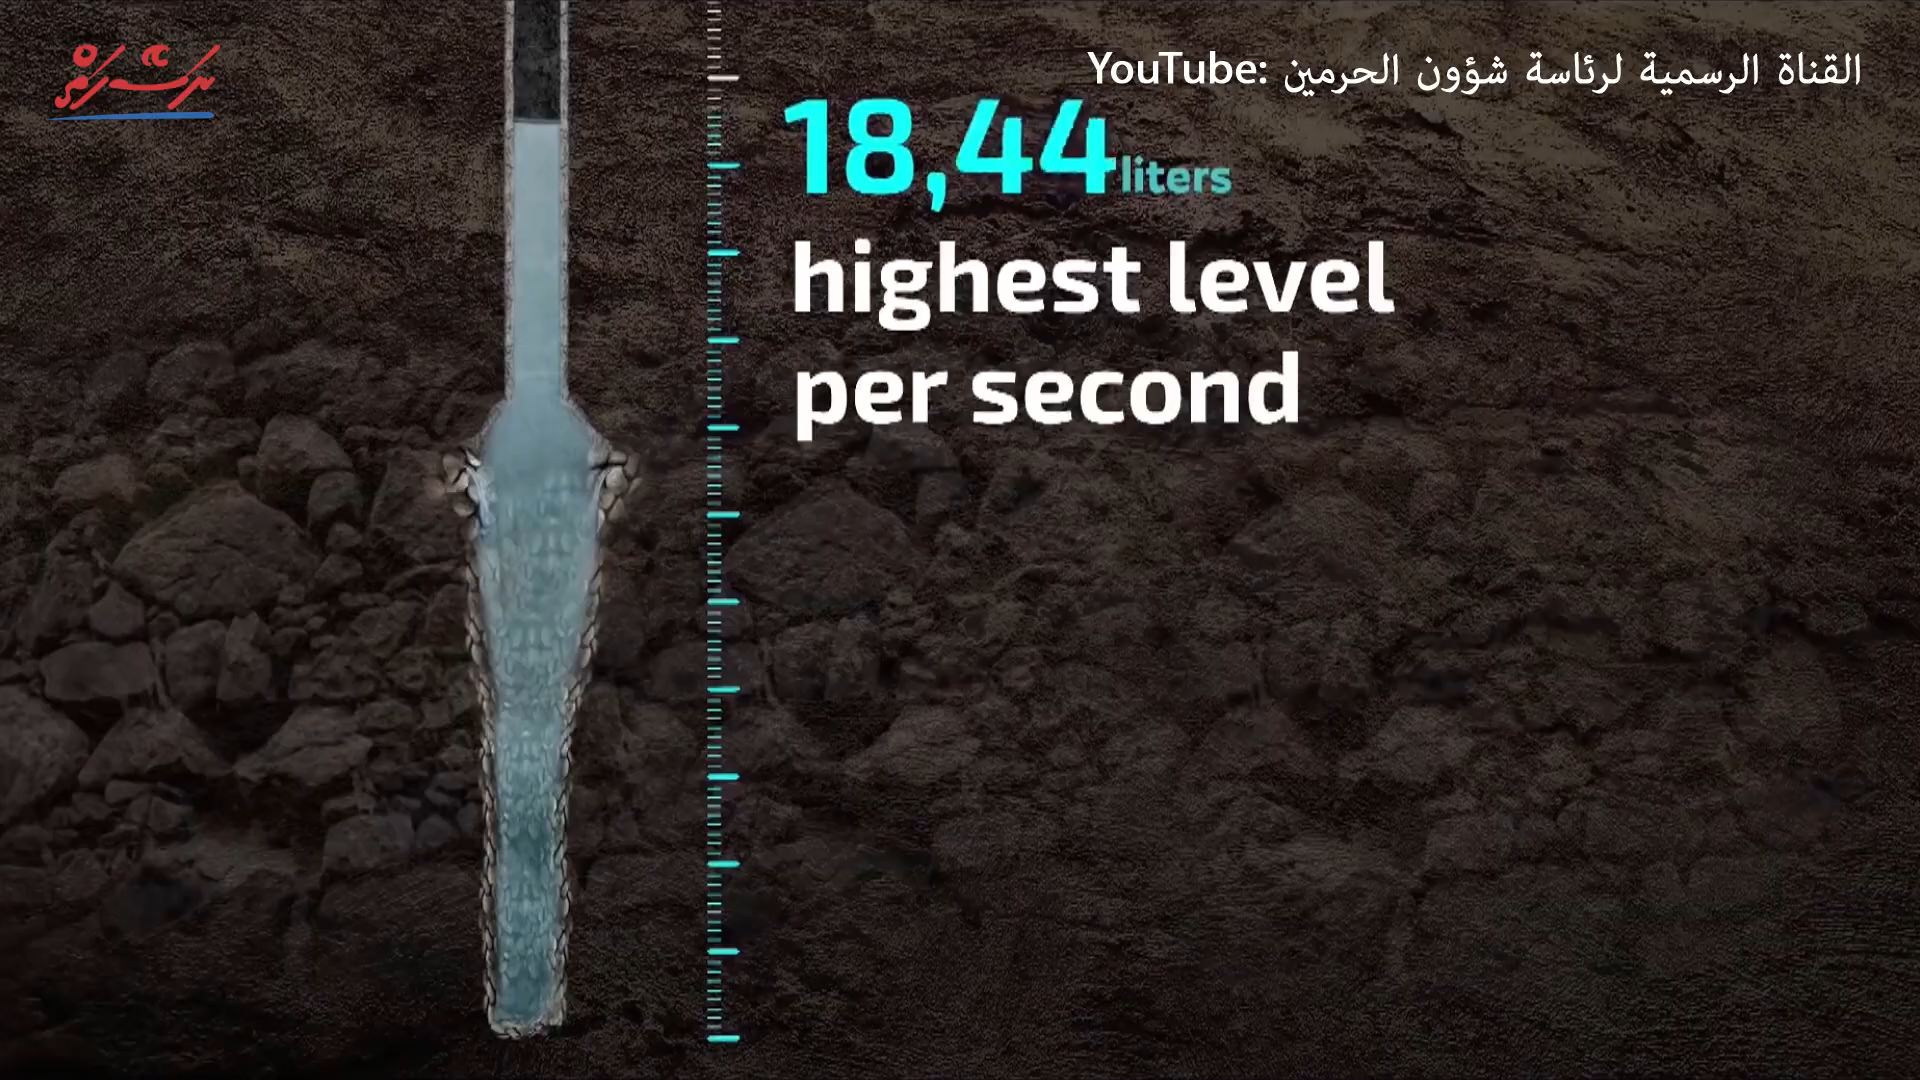 YouTube: القناة الرسمية لرئاسة شؤون الحرمين
18,44 liters
highest level
per second